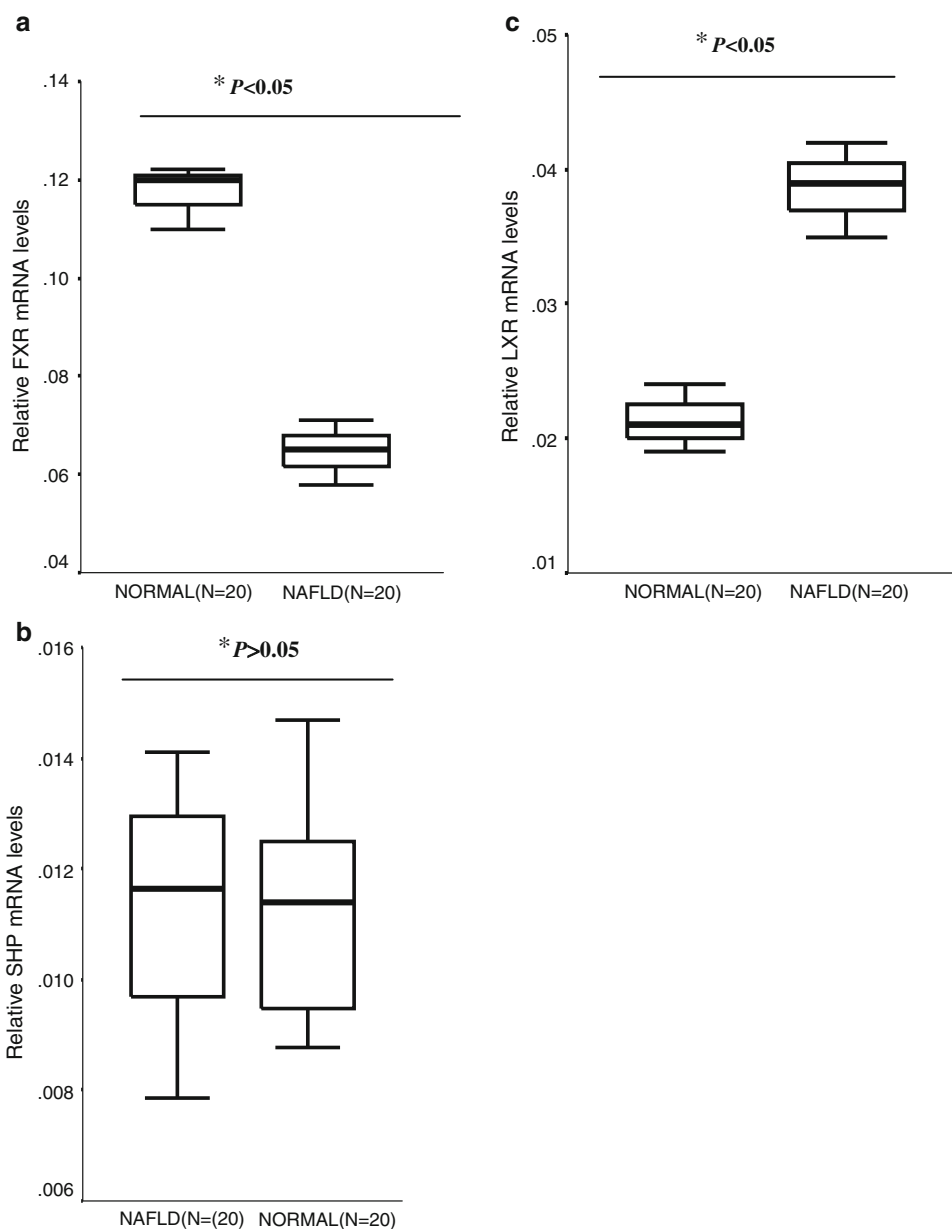 a
* P<0.05
.14
.12
.10
.08
.06
.04
Relative FXR mRNA levels
NORMAL(N=20) NAFLD(N=20)
c
* P<0.05
.05
.04
.03
.02
.01
Relative LXR mRNA levels
NORMAL(N=20) NAFLD(N=20)
b
* P>0.05
.016
.014
.012
.010
.008
.006
Relative SHP mRNA levels
NAFLD(N=(20) NORMAL(N=20)